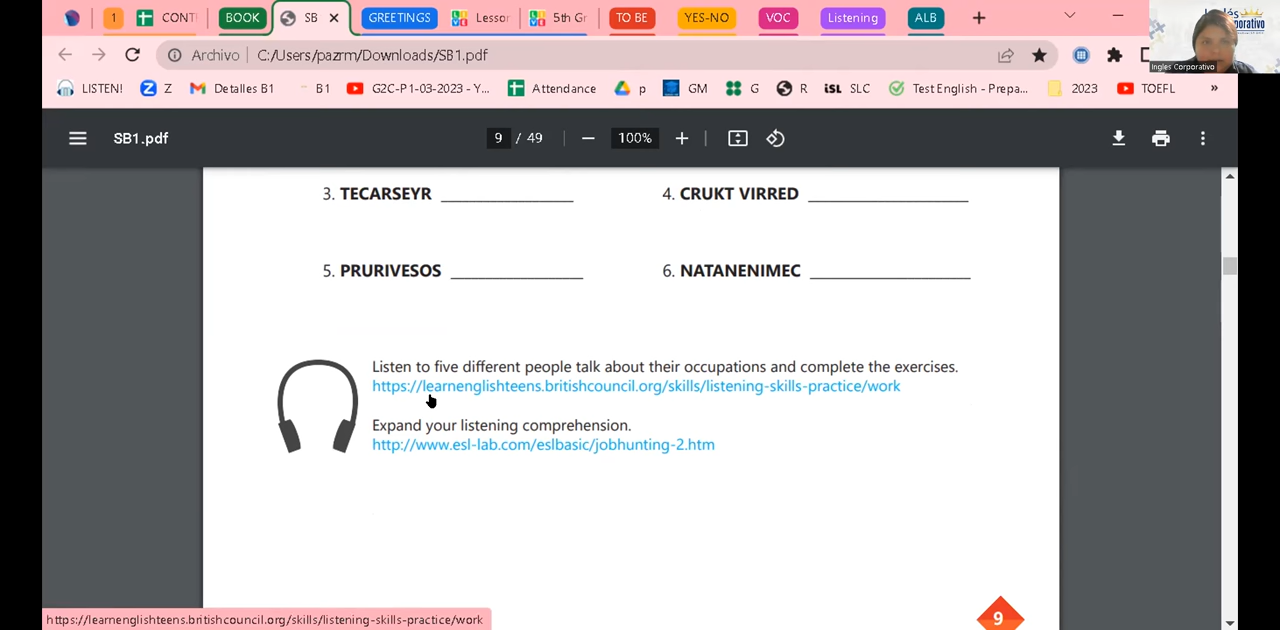 1 CONT BOOK SB GREETINGS Lessor 5th Gr TO BE YES-NO VOC Listening ALB
Archivo C:/Users/pazrm/Downloads/SB1.pdf
LISTEN! Z Detalles B1 B1 G2C-P1-03-2023 - Y... Attendance p GM G R iSL SLC Test English - Prepa... 2023 TOEFL »
Ingles Corporativo
SB1.pdf 9 / 49 100%
3. TECARSEYR
4. CRUKT VIRRED
5. PRURIVESOS
6. NATANENIMEC
Listen to five different people talk about their occupations and complete the exercises.
https://learnenglishteens.britishcouncil.org/skills/listening-skills-practice/work
Expand your listening comprehension.
http://www.esl-lab.com/eslbasic/jobhunting-2.htm
9
https://learnenglishteens.britishcouncil.org/skills/listening-skills-practice/work